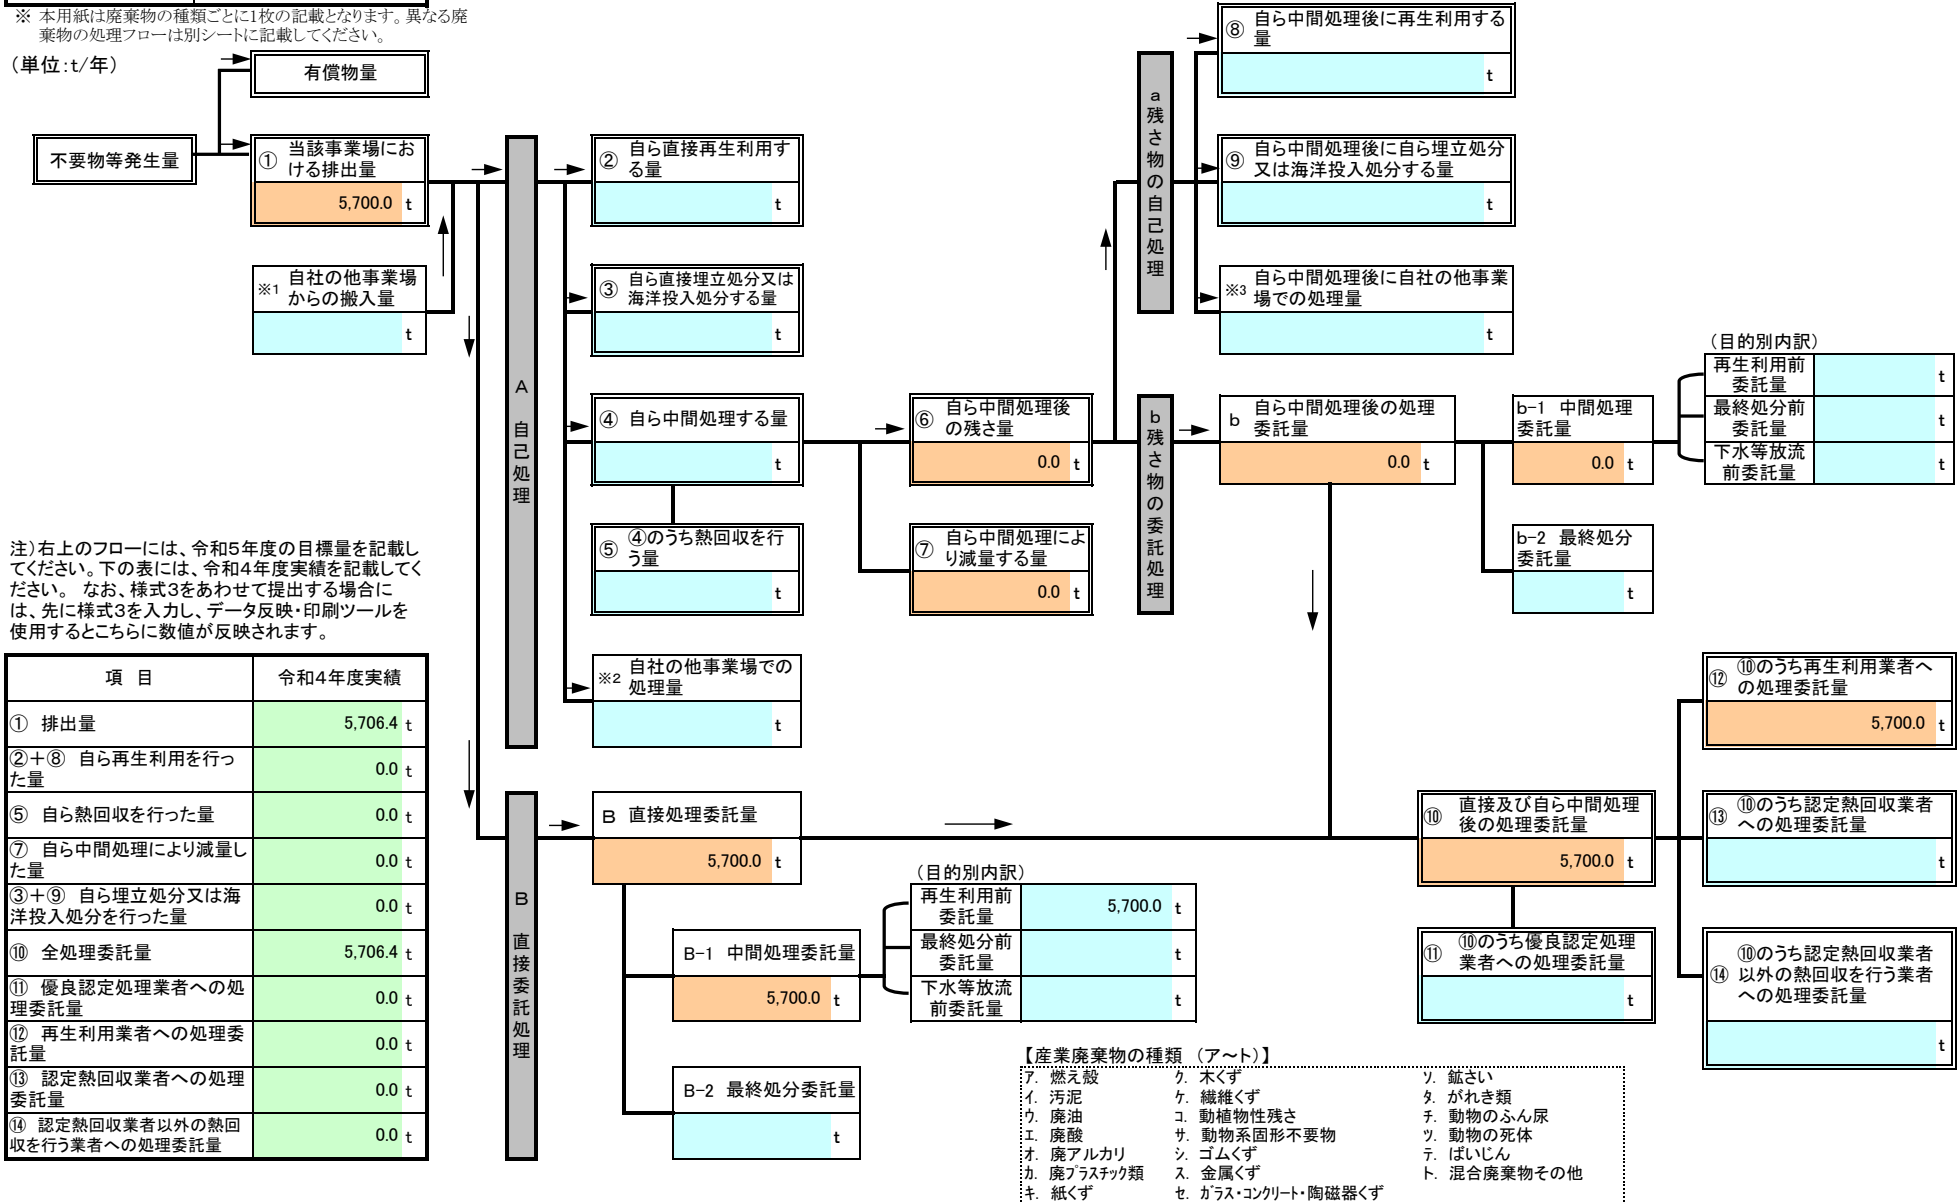 ※ 本用紙は廃棄物の種類ごとに1枚の記載となります。異なる廃
棄物の処理フローは別シートに記載してください。
（単位:t/年）
有償物量
不要物等発生量
① 当該事業場にお
ける排出量
5,700.0 t
※1 自社の他事業場
からの搬入量
t
A 自己処理
② 自ら直接再生利用す
る量
t
③ 自ら直接埋立処分又は
海洋投入処分する量
t
④ 自ら中間処理する量
t
⑤ ④のうち熱回収を行
う量
t
※2 自社の他事業場での
処理量
t
⑥ 自ら中間処理後
の残さ量
0.0 t
⑦ 自ら中間処理によ
り減量する量
0.0 t
a残さ物の自己処理
⑧ 自ら中間処理後に再生利用する
量
t
⑨ 自ら中間処理後に自ら埋立処分
又は海洋投入処分する量
t
※3 自ら中間処理後に自社の他事業
場での処理量
t
b残さ物の委託処理
b 自ら中間処理後の処理
委託量
0.0 t
b-1 中間処理
委託量
0.0 t
b-2 最終処分
委託量
t
（目的別内訳）
再生利用前
委託量
t
最終処分前
委託量
t
下水等放流
前委託量
t
注）右上のフローには、令和5年度の目標量を記載し
てください。下の表には、令和4年度実績を記載してく
ださい。 なお、様式3をあわせて提出する場合に
は、先に様式3を入力し、データ反映・印刷ツールを
使用するとこちらに数値が反映されます。
項 目 令和4年度実績
① 排出量 5,706.4 t
②＋⑧ 自ら再生利用を行っ
た量 0.0 t
⑤ 自ら熱回収を行った量 0.0 t
⑦ 自ら中間処理により減量し
た量 0.0 t
③＋⑨ 自ら埋立処分又は海
洋投入処分を行った量 0.0 t
⑩ 全処理委託量 5,706.4 t
⑪ 優良認定処理業者への処
理委託量 0.0 t
⑫ 再生利用業者への処理委
託量 0.0 t
⑬ 認定熱回収業者への処理
委託量 0.0 t
⑭ 認定熱回収業者以外の熱回
収を行う業者への処理委託量 0.0 t
B 直接委託処理
B 直接処理委託量
5,700.0 t
B-1 中間処理委託量
5,700.0 t
B-2 最終処分委託量
t
（目的別内訳）
再生利用前
委託量
5,700.0 t
最終処分前
委託量
t
下水等放流
前委託量
t
⑩ 直接及び自ら中間処理
後の処理委託量
5,700.0 t
⑪ ⑩のうち優良認定処理
業者への処理委託量
t
⑫ ⑩のうち再生利用業者へ
の処理委託量
5,700.0 t
⑬ ⑩のうち認定熱回収業者
への処理委託量
t
⑭ ⑩のうち認定熱回収業者
以外の熱回収を行う業者
への処理委託量
t
【産業廃棄物の種類 （ア～ト）】
ア. 燃え殻 ク. 木くず ソ. 鉱さい
イ. 汚泥 ケ. 繊維くず タ. がれき類
ウ. 廃油 コ. 動植物性残さ チ. 動物のふん尿
エ. 廃酸 サ. 動物系固形不要物 ツ. 動物の死体
オ. 廃アルカリ シ. ゴムくず テ. ばいじん
カ. 廃プラスチック類 ス. 金属くず ト. 混合廃棄物その他
キ. 紙くず セ. ガラス・コンクリート・陶磁器くず